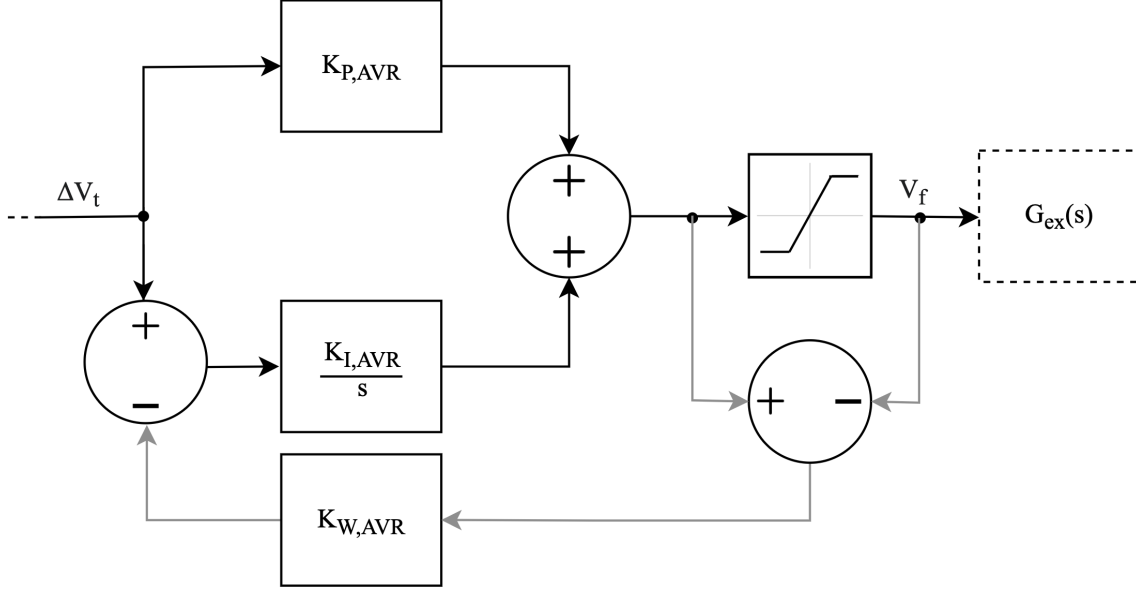 K_P,AVR
ΔV_t
+
+
V_f
G_ex(s)
+
−
K_I,AVR
s
+
−
K_W,AVR